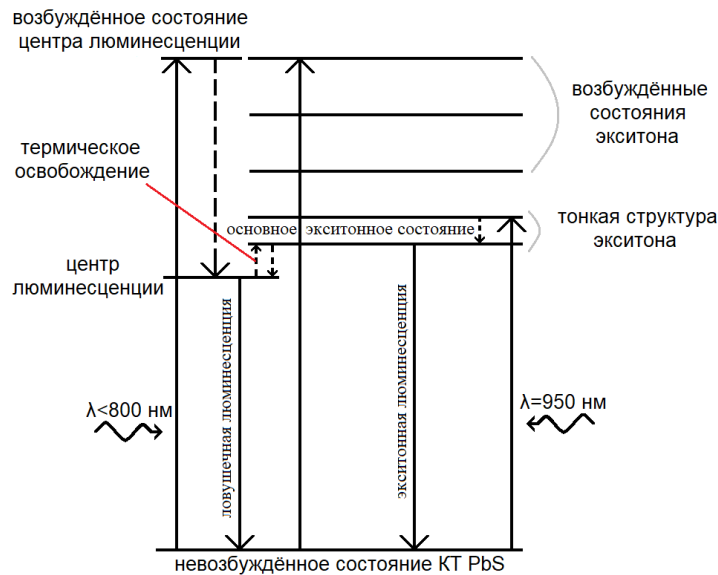 возбуждённое состояние
центра люминесценции
возбуждённые
состояния
экситона
термическое
освобождение
тонкая структура
экситона
основное экситонное состояние
центр
люминесценции
ловушечная люминесценция
экситонная люминесценция
λ<800 нм
λ=950 нм
невозбуждённое состояние КТ PbS